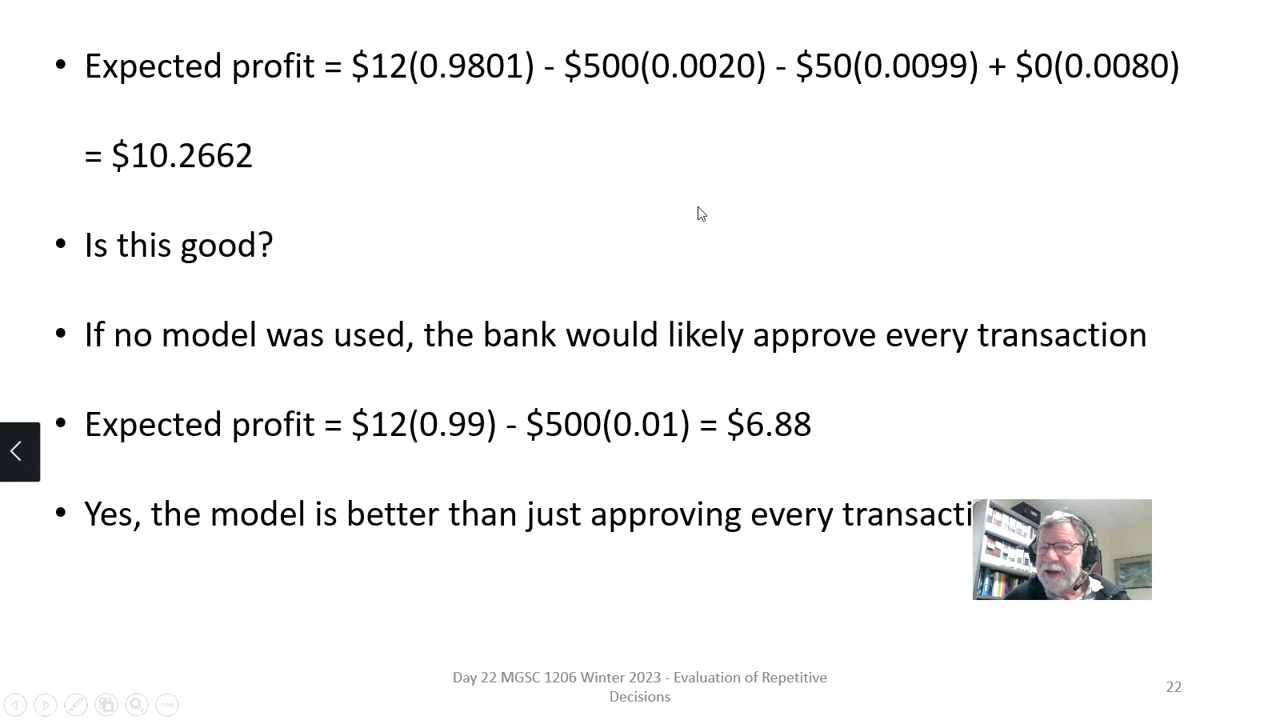 • Expected profit = $12(0.9801) - $500(0.0020) - $50(0.0099) + $0(0.0080)
= $10.2662
• Is this good?
• If no model was used, the bank would likely approve every transaction
• Expected profit = $12(0.99) - $500(0.01) = $6.88
• Yes, the model is better than just approving every transacti
Day 22 MGSC 1206 Winter 2023 - Evaluation of Repetitive
Decisions
22